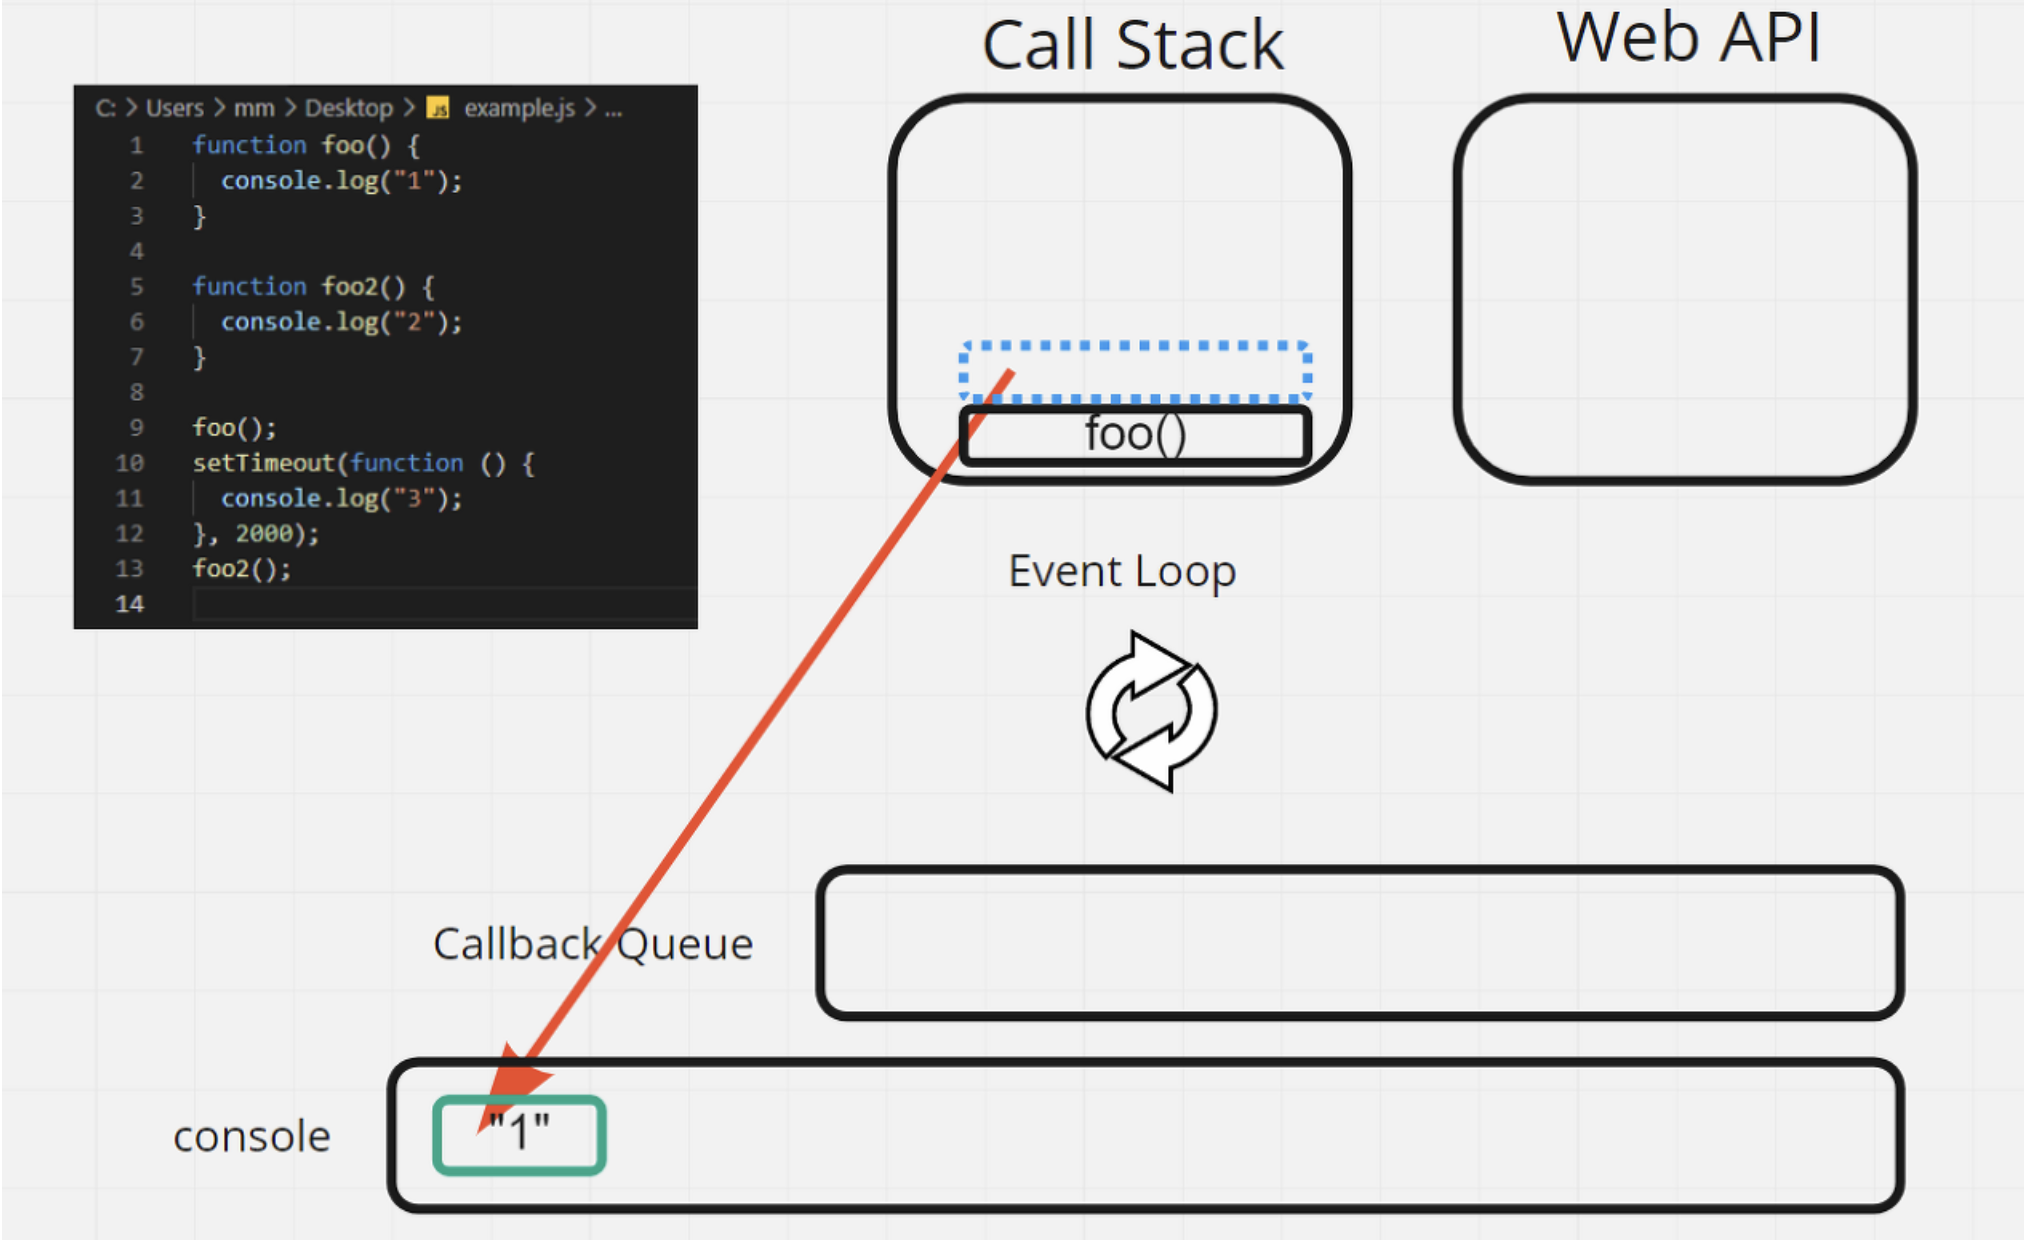 Call Stack
Web API
C: > Users > mm > Desktop > JS example.js > ...
1 function foo() {
2 console.log("1");
3 }
4
5 function foo2() {
6 console.log("2");
7 }
8
9 foo();
10 setTimeout(function () {
11 console.log("3");
12 }, 2000);
13 foo2();
14
foo()
Event Loop
Callback Queue
console
"1"